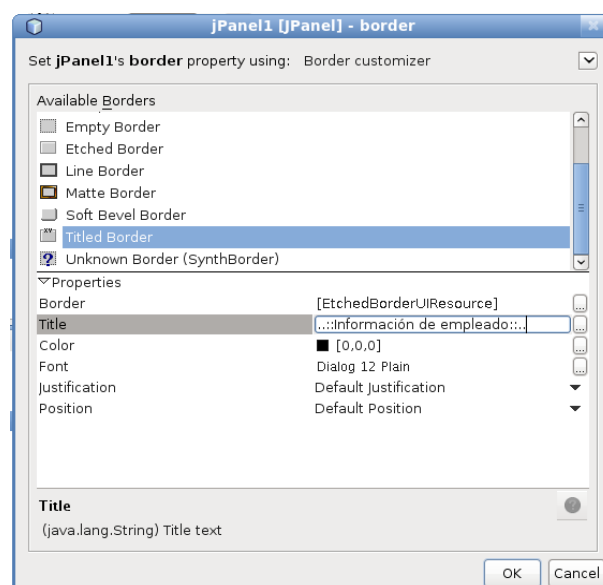 jPanel1 [JPanel] - border
Set jPanel1's border property using: Border customizer
Available Borders
Empty Border
Etched Border
Line Border
Matte Border
Soft Bevel Border
Titled Border
Unknown Border (SynthBorder)
Properties
Border [EtchedBorderUIResource] ...
Title ..::Información de empleado::.. ...
Color [0,0,0] ...
Font Dialog 12 Plain ...
Justification Default Justification
Position Default Position
Title
(java.lang.String) Title text
OK Cancel